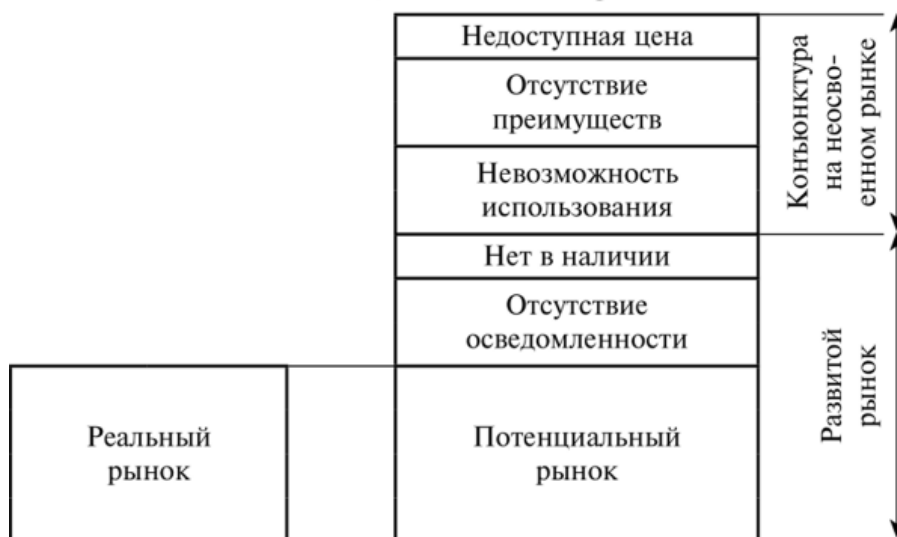 Недоступная цена
Отсутствие
преимуществ
Невозможность
использования
Нет в наличии
Отсутствие
осведомленности
Потенциальный
рынок
Реальный
рынок
Конъюнктура
на неосво-
енном рынке
Развитой
рынок